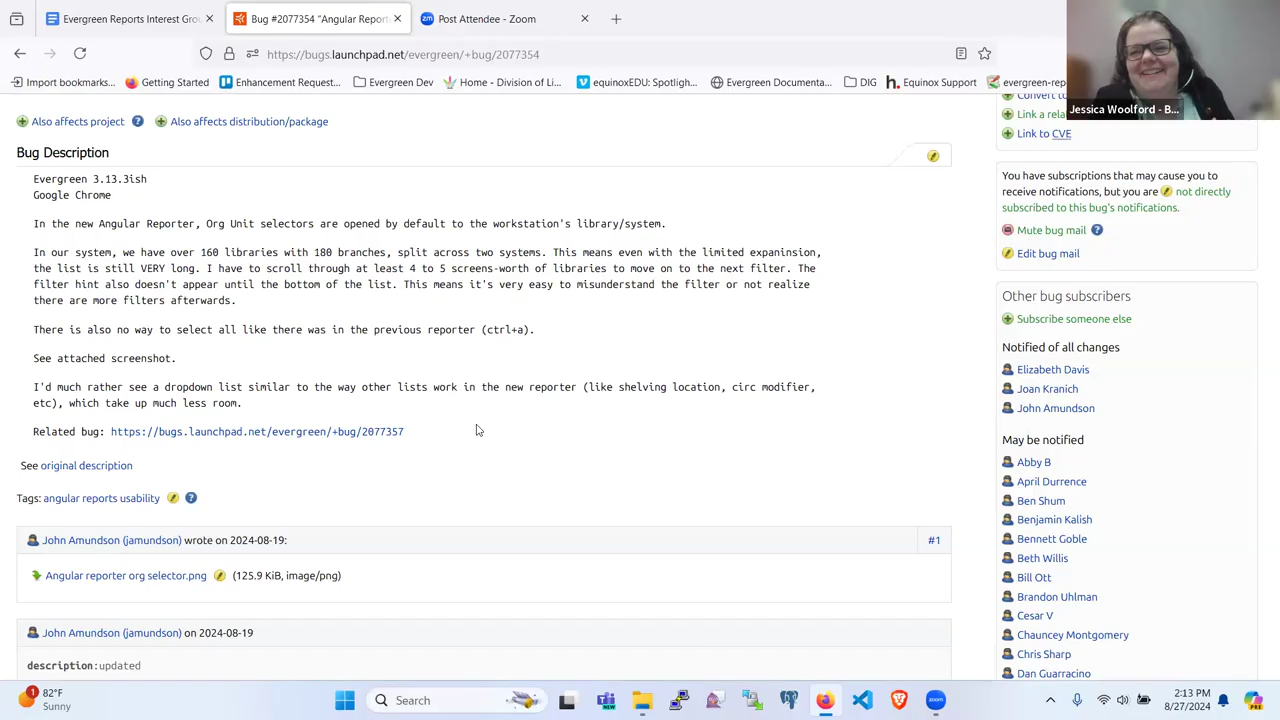 Evergreen Reports Interest Grou
Bug #2077354 "Angular Report
Post Attendee - Zoom
https://bugs.launchpad.net/evergreen/+bug/2077354
Import bookmarks...
Getting Started
Enhancement Request...
Evergreen Dev
Home - Division of Li...
equinoxEDU: Spotligh...
Evergreen Documenta...
DIG
Equinox Support
evergreen-rep
Jessica Woolford - B...
Also affects project
Also affects distribution/package
Bug Description
Evergreen 3.13.3ish
Google Chrome
In the new Angular Reporter, Org Unit selectors are opened by default to the workstation's library/system.
In our system, we have over 160 libraries with 380 branches, split across two systems. This means even with the limited expaninsion,
the list is still VERY long. I have to scroll through at least 4 to 5 screens-worth of libraries to move on to the next filter. The
filter hint also doesn't appear until the bottom of the list. This means it's very easy to misunderstand the filter or not realize
there are more filters afterwards.
There is also no way to select all like there was in the previous reporter (ctrl+a).
See attached screenshot.
I'd much rather see a dropdown list similar to the way other lists work in the new reporter (like shelving location, circ modifier,
etc), which take up much less room.
Related bug: https://bugs.launchpad.net/evergreen/+bug/2077357
See original description
Tags: angular reports usability
John Amundson (jamundson) wrote on 2024-08-19:
#1
Angular reporter org selector.png (125.9 KiB, image/png)
John Amundson (jamundson) on 2024-08-19
description:updated
Convert to
Link a rela
Link to CVE
You have subscriptions that may cause you to
receive notifications, but you are not directly
subscribed to this bug's notifications.
Mute bug mail
Edit bug mail
Other bug subscribers
Subscribe someone else
Notified of all changes
Elizabeth Davis
Joan Kranich
John Amundson
May be notified
Abby B
April Durrence
Ben Shum
Benjamin Kalish
Bennett Goble
Beth Willis
Bill Ott
Brandon Uhlman
Cesar V
Chauncey Montgomery
Chris Sharp
Dan Guarracino
1
82°F
Sunny
Search
2:13 PM
8/27/2024